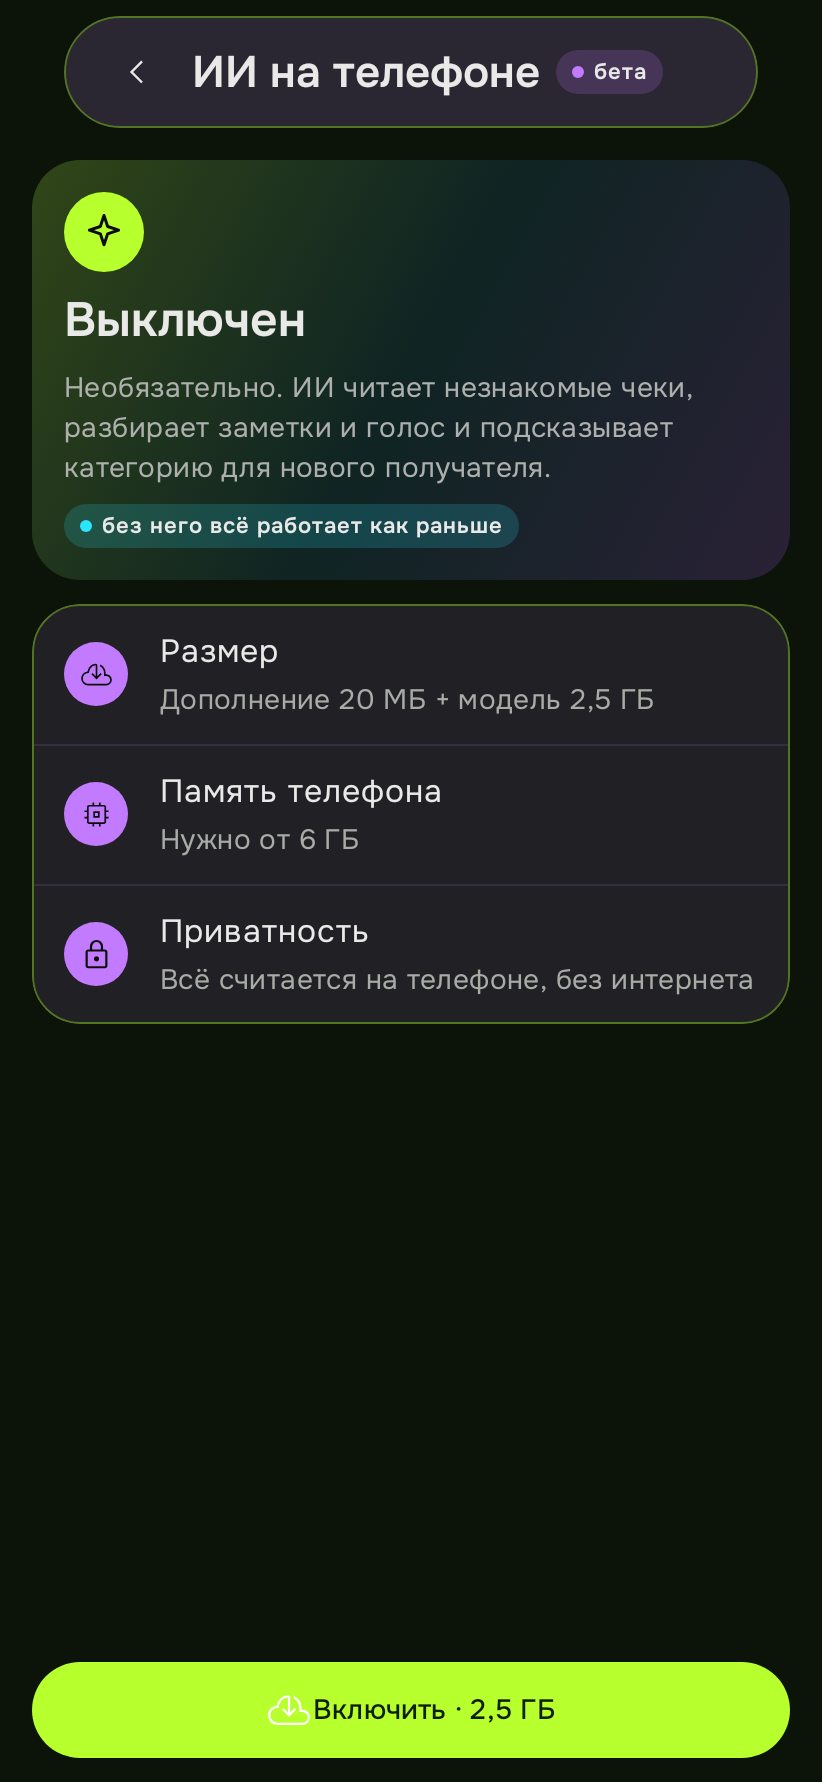 ИИ на телефоне
бета
Выключен
Необязательно. ИИ читает незнакомые чеки,
разбирает заметки и голос и подсказывает
категорию для нового получателя.
без него всё работает как раньше
Размер
Дополнение 20 МБ + модель 2,5 ГБ
Память телефона
Нужно от 6 ГБ
Приватность
Всё считается на телефоне, без интернета
Включить · 2,5 ГБ